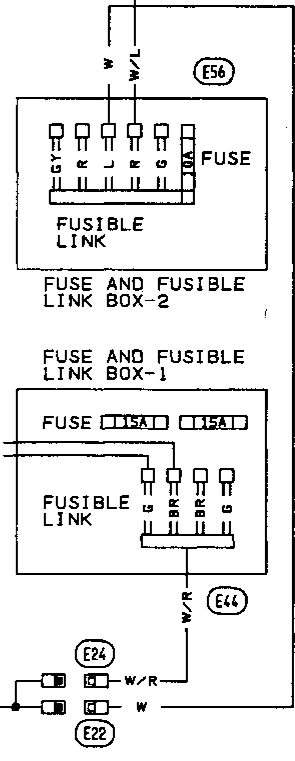 W
W/L
E56
GY
R
L
R
G
10A
FUSE
FUSIBLE
LINK
FUSE AND FUSIBLE
LINK BOX-2
FUSE AND FUSIBLE
LINK BOX-1
FUSE
15A
15A
FUSIBLE
LINK
G
BR
BR
G
W/R
E44
E24
W/R
W
E22